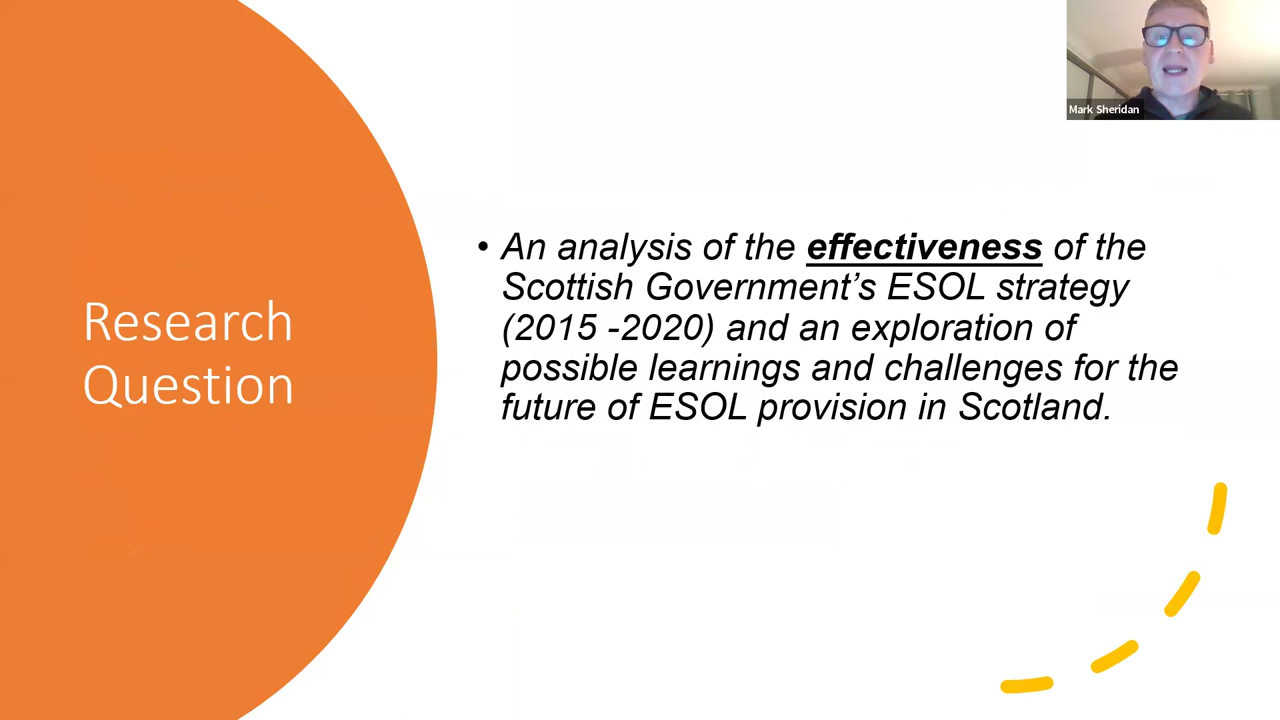 Mark Sheridan
Research
Question
• An analysis of the effectiveness of the
Scottish Government’s ESOL strategy
(2015 -2020) and an exploration of
possible learnings and challenges for the
future of ESOL provision in Scotland.